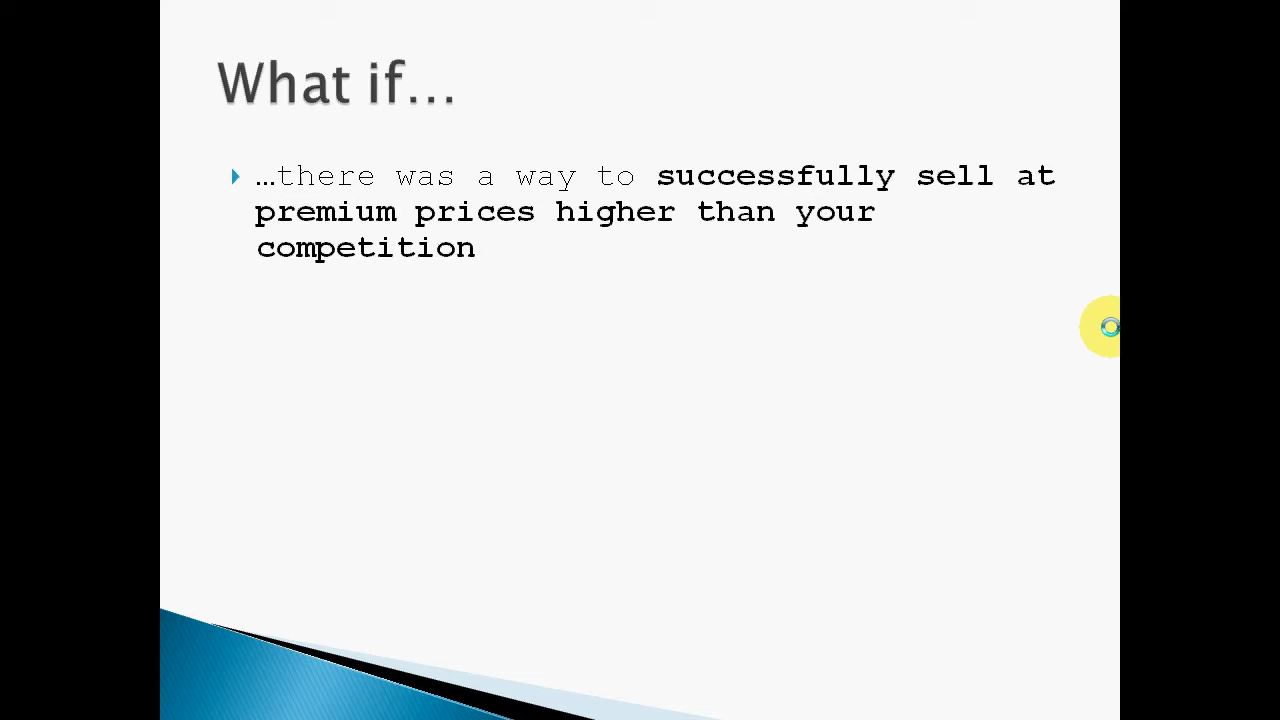 What if…
…there was a way to successfully sell at
premium prices higher than your
competition